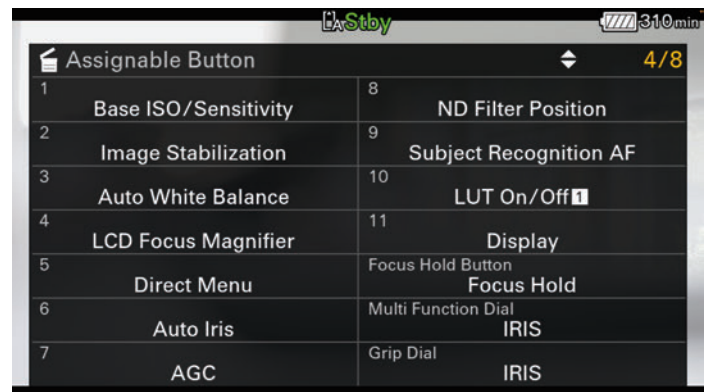 A Stby 310min
Assignable Button 4/8
1
Base ISO/Sensitivity
2
Image Stabilization
3
Auto White Balance
4
LCD Focus Magnifier
5
Direct Menu
6
Auto Iris
7
AGC
8
ND Filter Position
9
Subject Recognition AF
10
LUT On/Off 1
11
Display
Focus Hold Button
Focus Hold
Multi Function Dial
IRIS
Grip Dial
IRIS